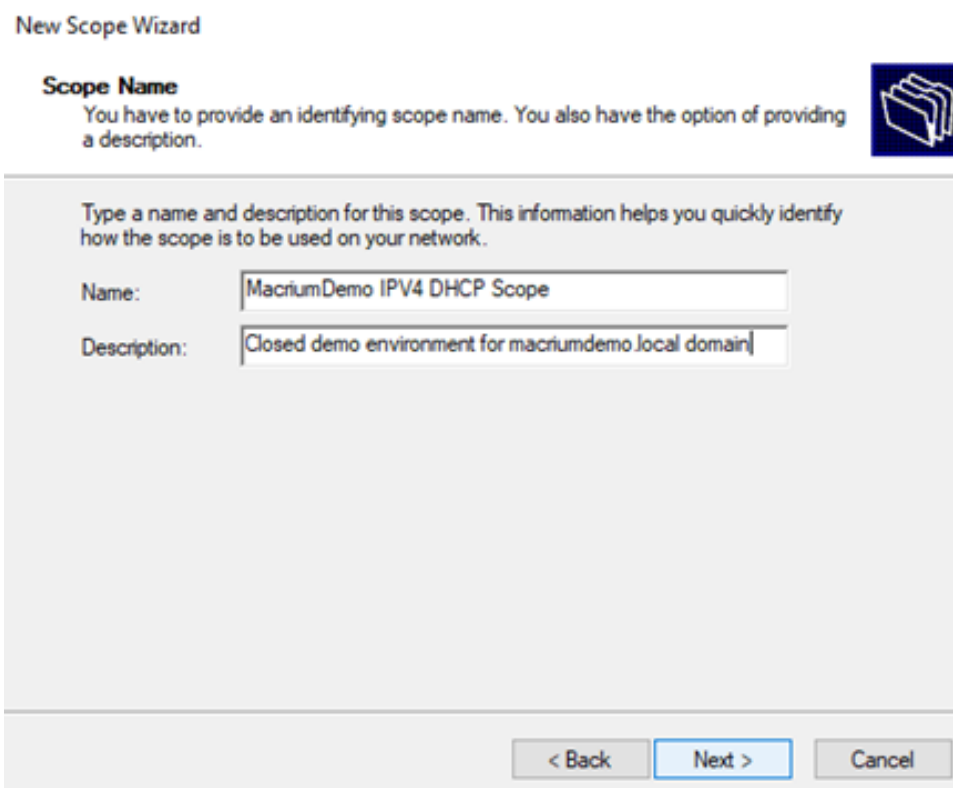 New Scope Wizard
Scope Name
You have to provide an identifying scope name. You also have the option of providing
a description.
Type a name and description for this scope. This information helps you quickly identify
how the scope is to be used on your network.
Name: MacriumDemo IPV4 DHCP Scope
Description: Closed demo environment for macriumdemo.local domain
< Back Next > Cancel